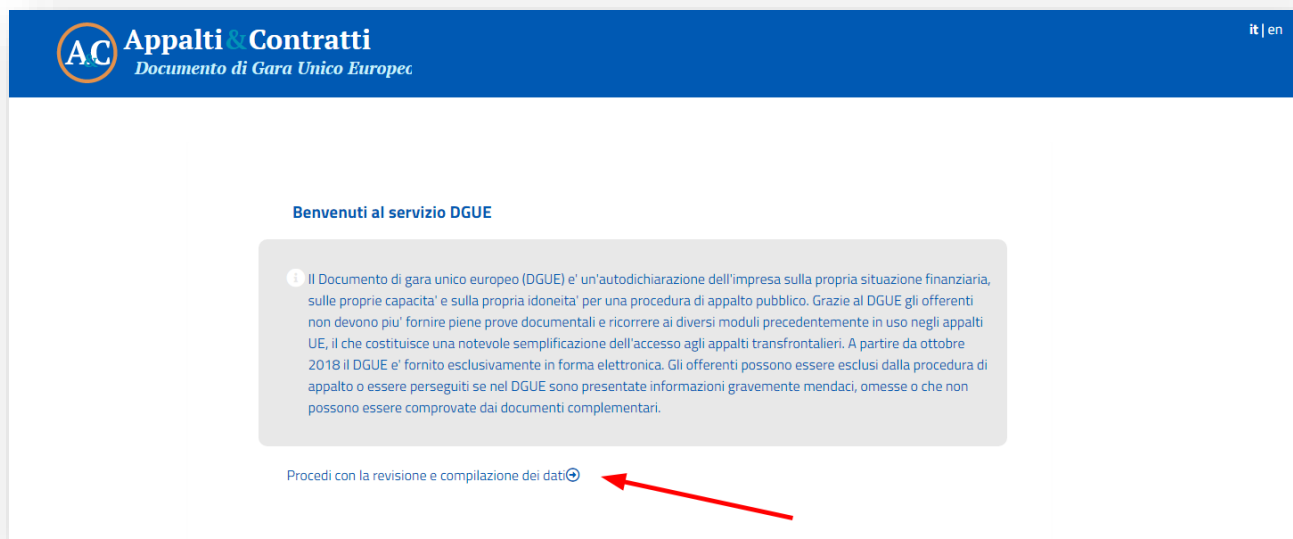 A&C Appalti&Contratti
Documento di Gara Unico Europeo
it | en
Benvenuti al servizio DGUE
Il Documento di gara unico europeo (DGUE) e' un'autodichiarazione dell'impresa sulla propria situazione finanziaria,
sulle proprie capacita' e sulla propria idoneita' per una procedura di appalto pubblico. Grazie al DGUE gli offerenti
non devono piu' fornire piene prove documentali e ricorrere ai diversi moduli precedentemente in uso negli appalti
UE, il che costituisce una notevole semplificazione dell'accesso agli appalti transfrontalieri. A partire da ottobre
2018 il DGUE e' fornito esclusivamente in forma elettronica. Gli offerenti possono essere esclusi dalla procedura di
appalto o essere perseguiti se nel DGUE sono presentate informazioni gravemente mendaci, omesse o che non
possono essere comprovate dai documenti complementari.
Procedi con la revisione e compilazione dei dati